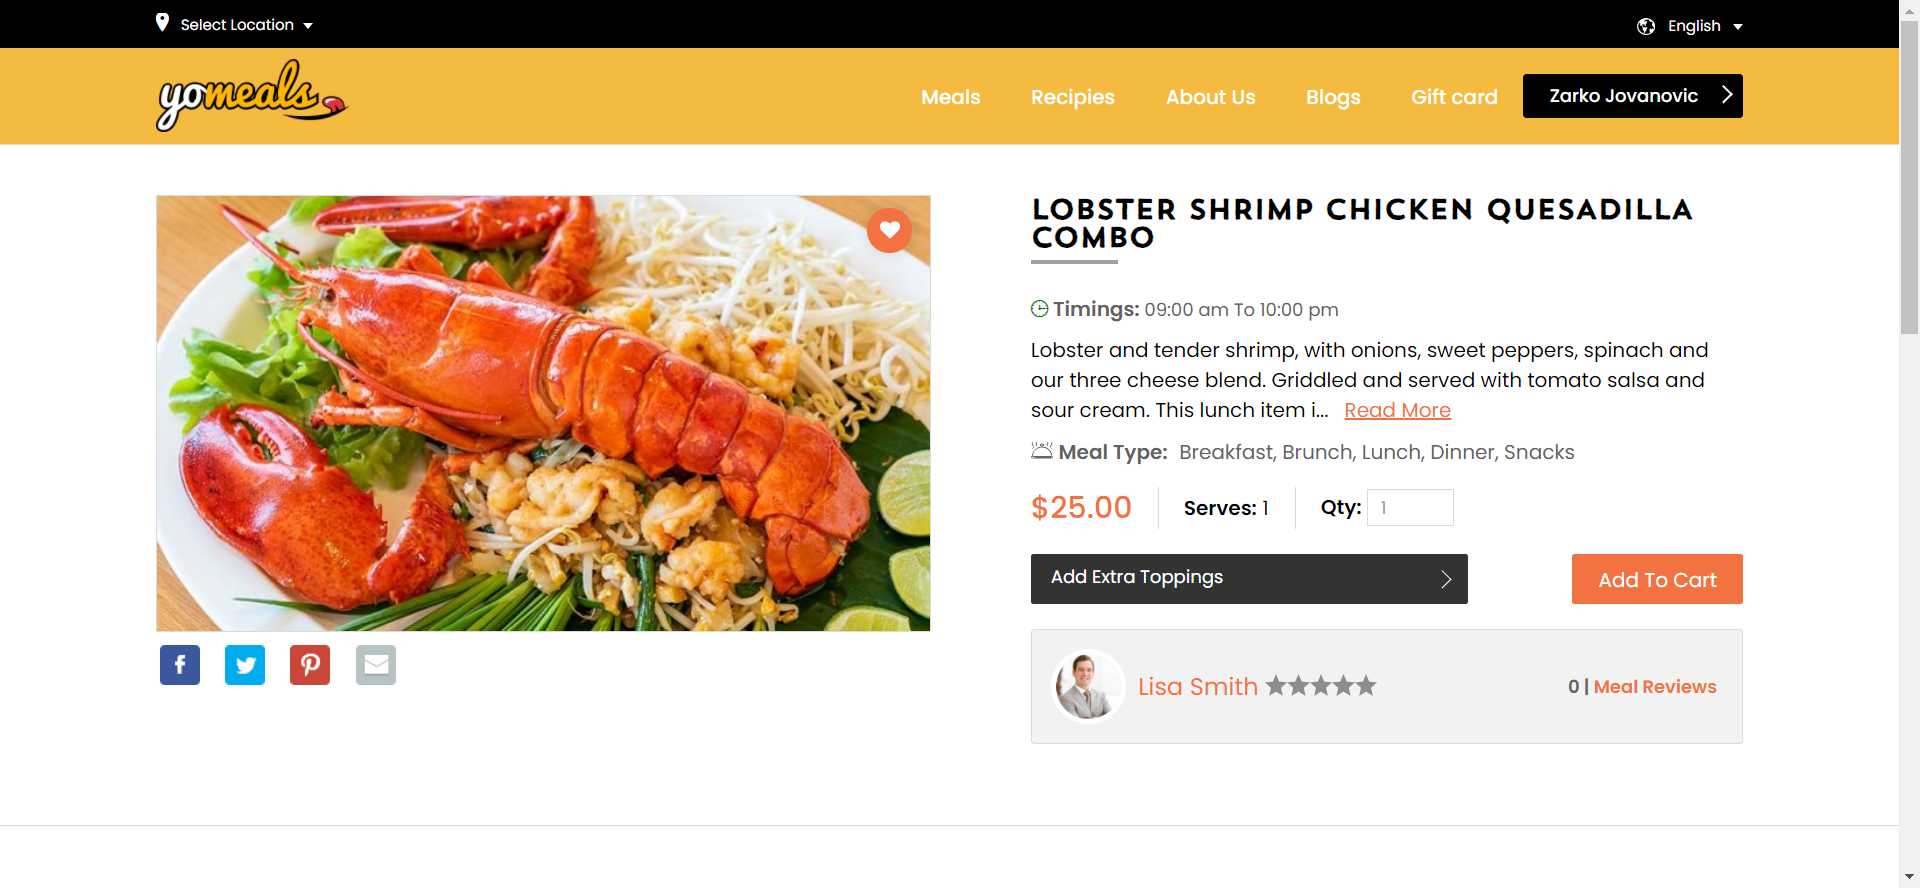 Select Location
English
yomeals
Meals
Recipies
About Us
Blogs
Gift card
Zarko Jovanovic
LOBSTER SHRIMP CHICKEN QUESADILLA
COMBO
Timings: 09:00 am To 10:00 pm
Lobster and tender shrimp, with onions, sweet peppers, spinach and
our three cheese blend. Griddled and served with tomato salsa and
sour cream. This lunch item i... Read More
Meal Type: Breakfast, Brunch, Lunch, Dinner, Snacks
$25.00
Serves: 1
Qty: 1
Add Extra Toppings
Add To Cart
Lisa Smith
0 | Meal Reviews